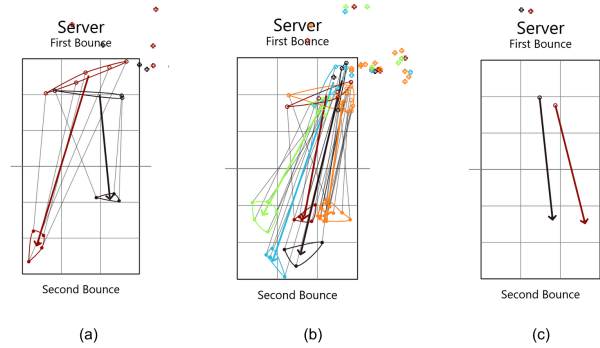 Server
First Bounce
Second Bounce
(a)
Server
First Bounce
Second Bounce
(b)
Server
First Bounce
Second Bounce
(c)